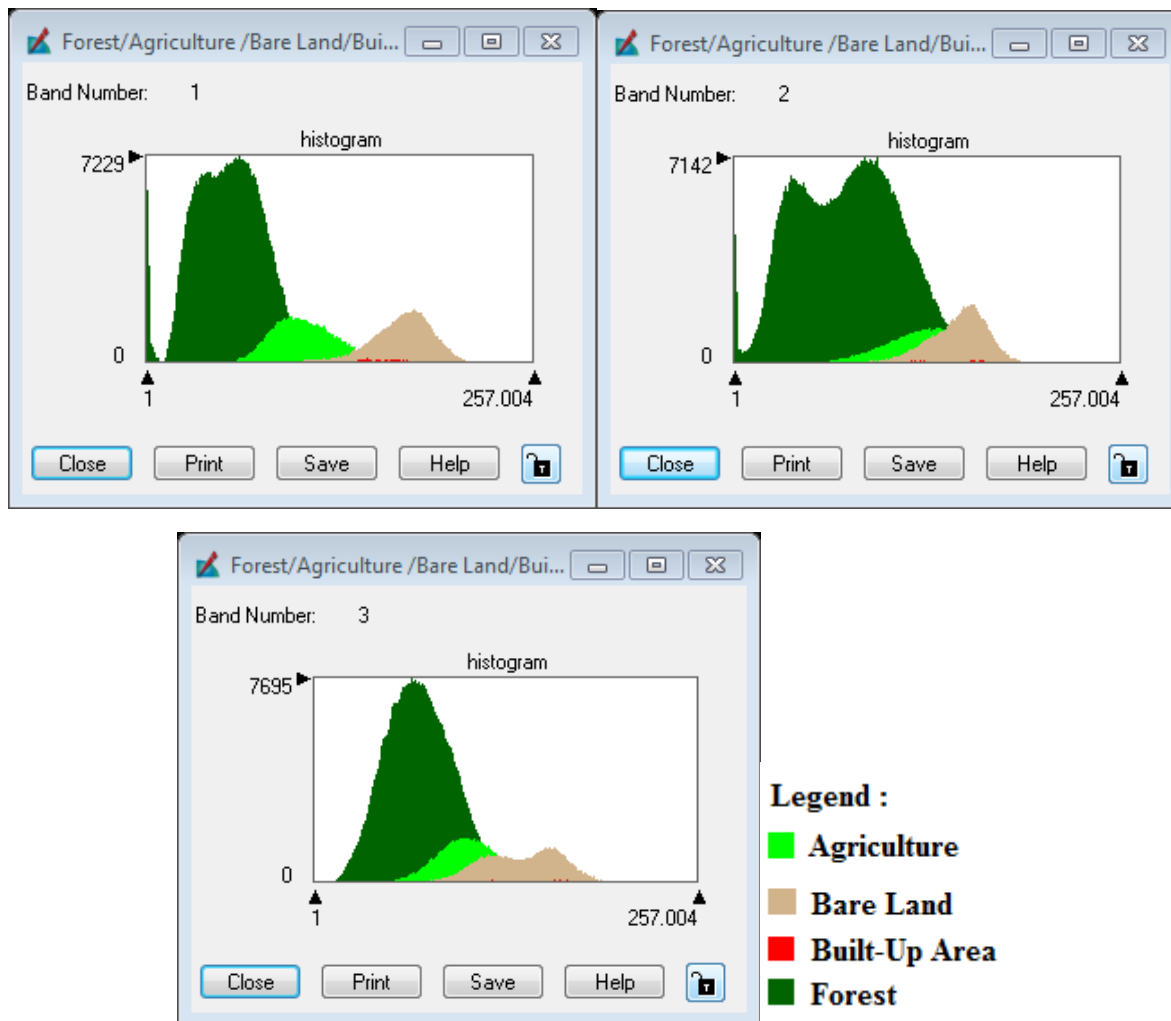 Forest/Agriculture /Bare Land/Bui...
Band Number: 1
histogram
7229
0
1 257.004
Close Print Save Help
Forest/Agriculture /Bare Land/Bui...
Band Number: 2
histogram
7142
0
1 257.004
Close Print Save Help
Forest/Agriculture /Bare Land/Bui...
Band Number: 3
histogram
7695
0
1 257.004
Close Print Save Help
Legend :
Agriculture
Bare Land
Built-Up Area
Forest